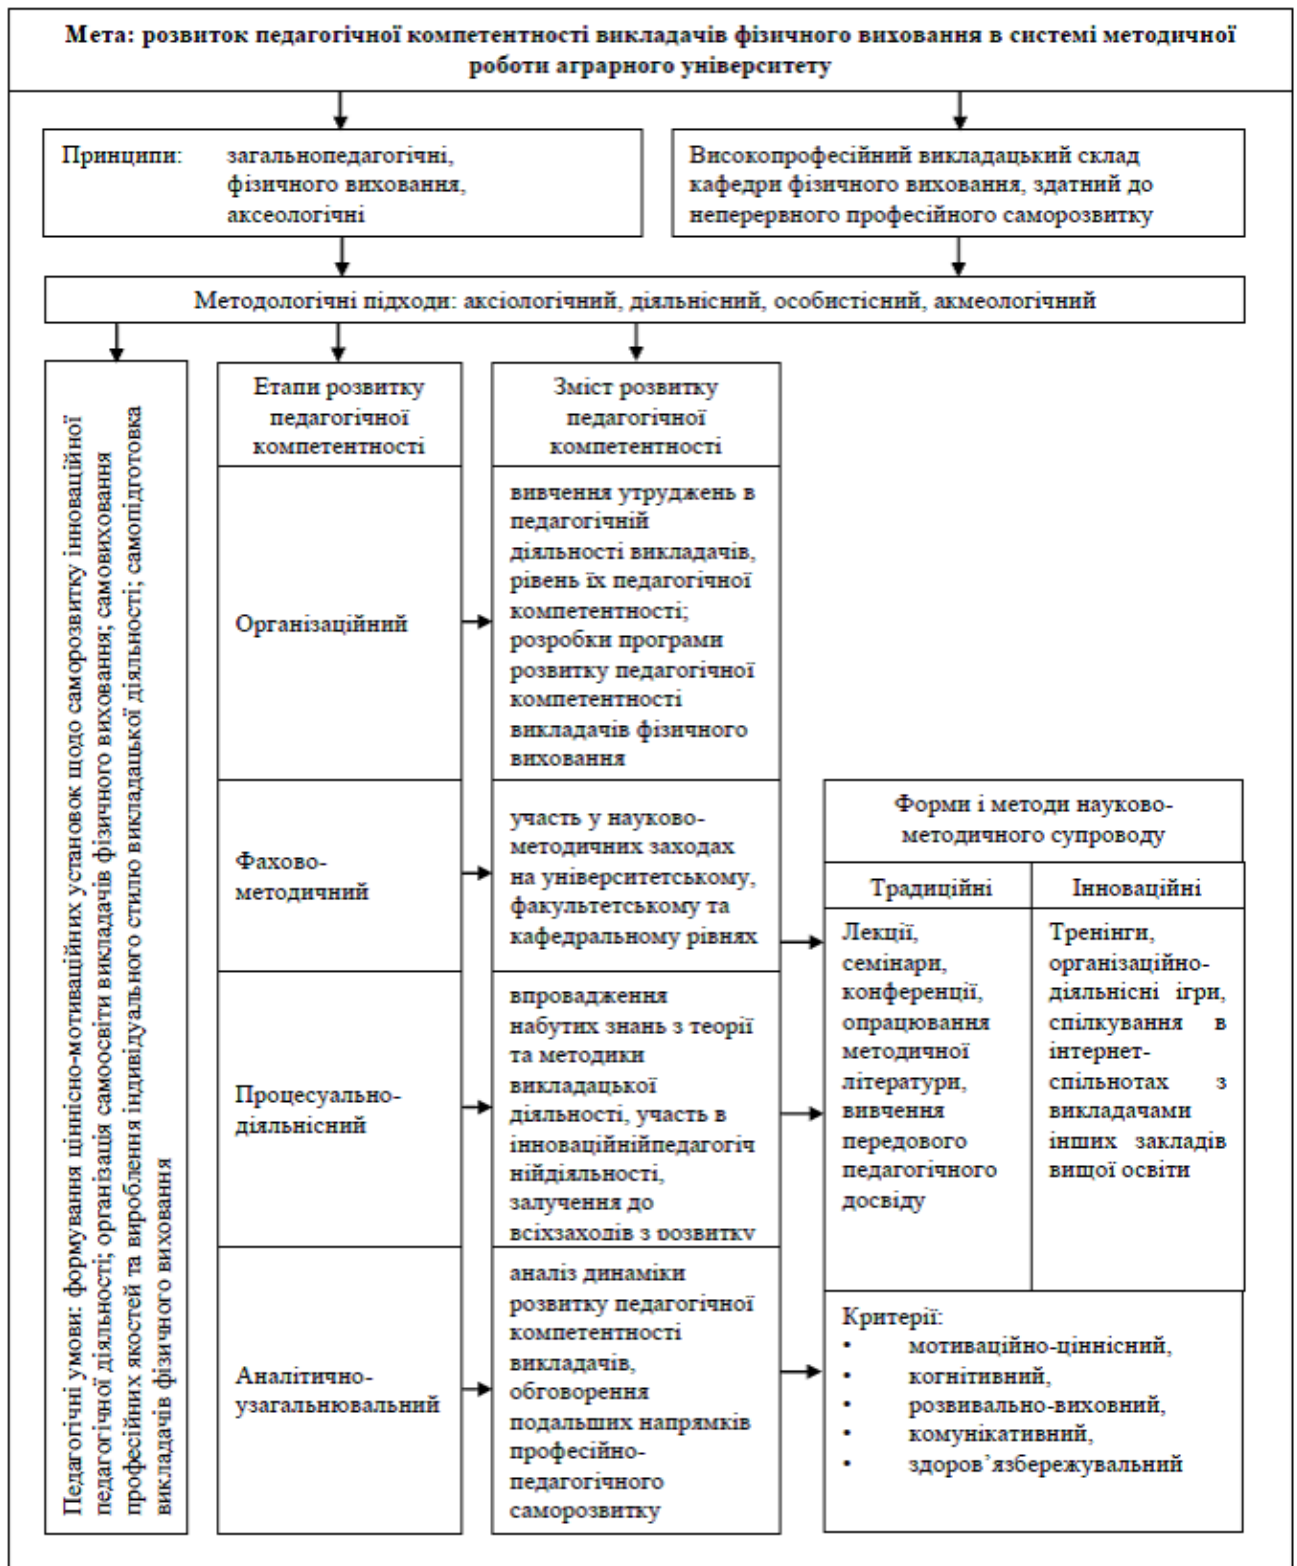 Мета: розвиток педагогічної компетентності викладачів фізичного виховання в системі методичної
роботи аграрного університету
Принципи: загальнопедагогічні,
фізичного виховання,
аксеологічні
Високопрофесійний викладацький склад
кафедри фізичного виховання, здатний до
неперервного професійного саморозвитку
Методологічні підходи: аксіологічний, діяльнісний, особистісний, акмеологічний
Педагогічні умови: формування ціннісно-мотиваційних установок щодо саморозвитку інноваційної
педагогічної діяльності; організація самоосвіти викладачів фізичного виховання; самовиховання
професійних якостей та вироблення індивідуального стилю викладацької діяльності; самопідготовка
викладачів фізичного виховання
Етапи розвитку
педагогічної
компетентності
Зміст розвитку
педагогічної
компетентності
Організаційний
вивчення утруджень в
педагогічній
діяльності викладачів,
рівень їх педагогічної
компетентності;
розробки програми
розвитку педагогічної
компетентності
викладачів фізичного
виховання
Фахово-
методичний
участь у науково-
методичних заходах
на університетському,
факультетському та
кафедральному рівнях
Процесуально-
діяльнісний
впровадження
набутих знань з теорії
та методики
викладацької
діяльності, участь в
інноваційнійпедагогіч
нійдіяльності,
залучення до
всіхзаходів з розвитку
Аналітично-
узагальнювальний
аналіз динаміки
розвитку педагогічної
компетентності
викладачів,
обговорення
подальших напрямків
професійно-
педагогічного
саморозвитку
Форми і методи науково-
методичного супроводу
Традиційні
Інноваційні
Лекції,
семінари,
конференції,
опрацювання
методичної
літератури,
вивчення
передового
педагогічного
досвіду
Тренінги,
організаційно-
діяльнісні ігри,
спілкування в
інтернет-
спільнотах з
викладачами
інших закладів
вищої освіти
Критерії:
• мотиваційно-ціннісний,
• когнітивний,
• розвивально-виховний,
• комунікативний,
• здоров’язбережувальний